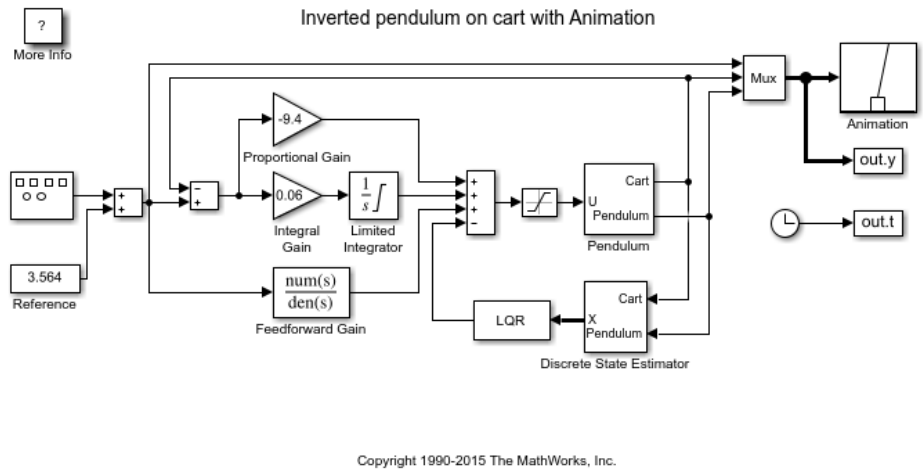 Inverted pendulum on cart with Animation
?
More Info
Mux
Animation
out.y
-9.4
Proportional Gain
0.06
Integral
Gain
1
s
Limited
Integrator
+
+
−
+
+
+
+
−
Cart
U
Pendulum
Pendulum
out.t
3.564
Reference
num(s)
den(s)
Feedforward Gain
LQR
Cart
X
Pendulum
Discrete State Estimator
Copyright 1990-2015 The MathWorks, Inc.